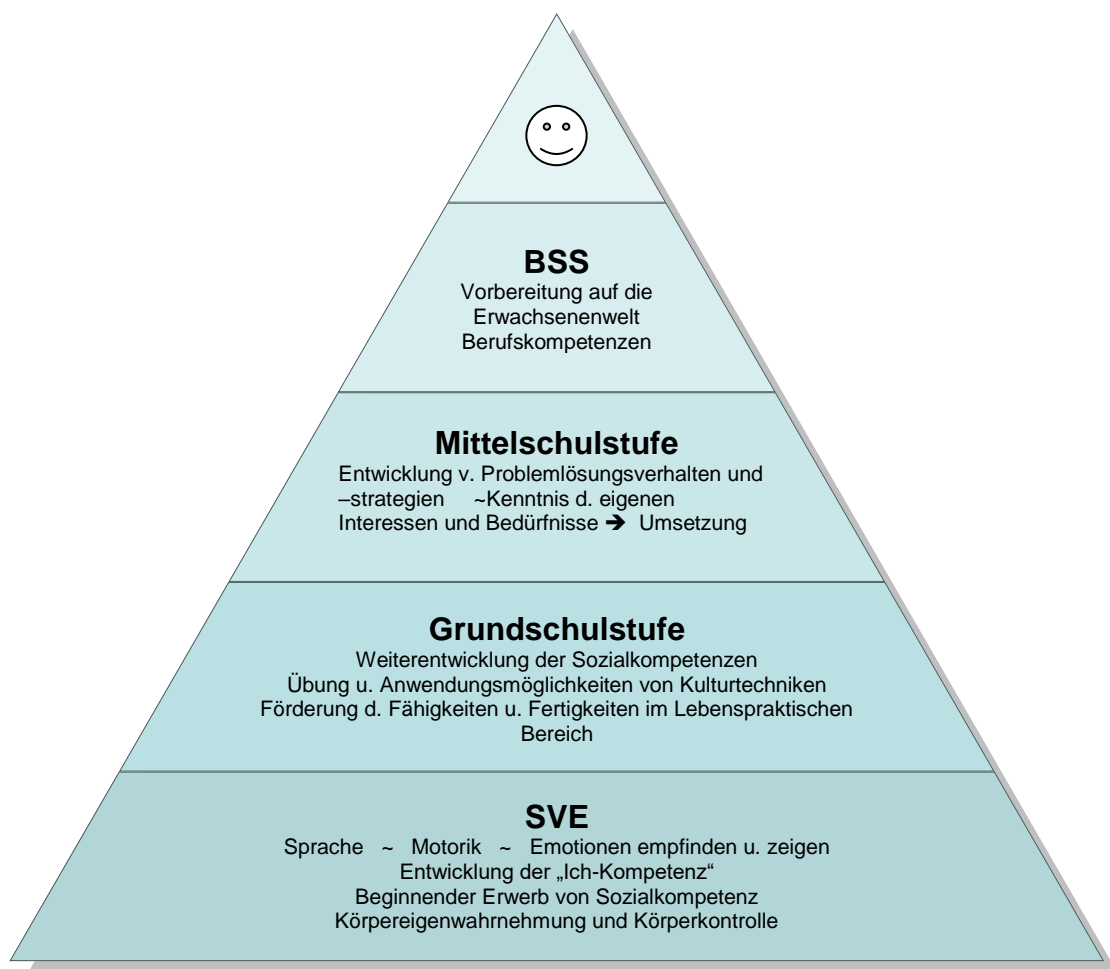 BSS
Vorbereitung auf die
Erwachsenenwelt
Berufskompetenzen
Mittelschulstufe
Entwicklung v. Problemlösungsverhalten und
–strategien ~Kenntnis d. eigenen
Interessen und Bedürfnisse ➔ Umsetzung
Grundschulstufe
Weiterentwicklung der Sozialkompetenzen
Übung u. Anwendungsmöglichkeiten von Kulturtechniken
Förderung d. Fähigkeiten u. Fertigkeiten im Lebenspraktischen
Bereich
SVE
Sprache ~ Motorik ~ Emotionen empfinden u. zeigen
Entwicklung der „Ich-Kompetenz“
Beginnender Erwerb von Sozialkompetenz
Körpereigenwahrnehmung und Körperkontrolle